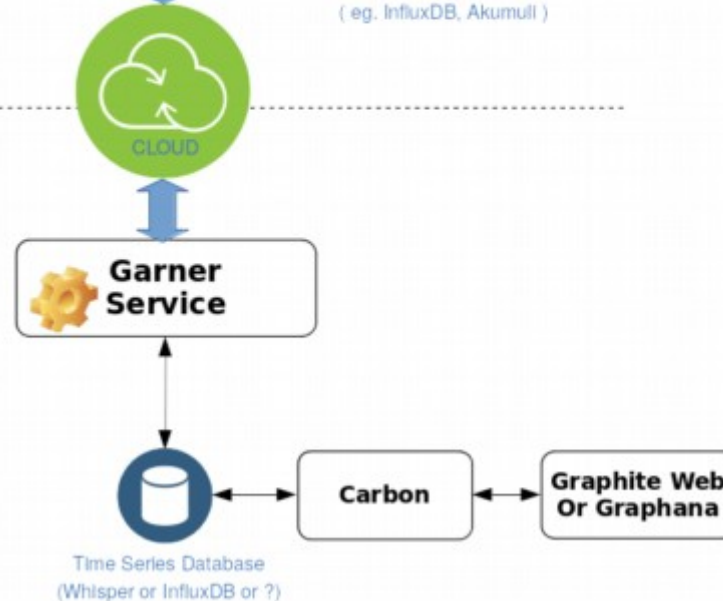 ( eg. InfluxDB, Akumuli )
CLOUD
Garner
Service
Carbon
Graphite Web
Or Graphana
Time Series Database
(Whisper or InfluxDB or ?)